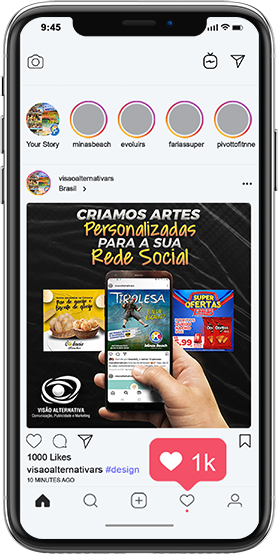 9:45
Your Story
minasbeach
evoluirs
fariassuper
pivottofitnne
visaoalternativars
Brasil >
CRIAMOS ARTES
Personalizadas
PARA A SUA
Rede Social
TIROLESA
SUPER
OFERTAS
VISÃO ALTERNATIVA
Comunicação, Publicidade e Marketing
1k
1000 Likes
visaoalternativars #design
10 MINUTES AGO